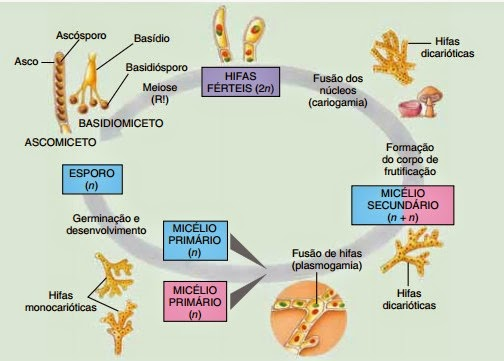 Ascósporo
Basídio
Asco
Basidiósporo
Meiose
(R!)
BASIDIOMICETO
ASCOMICETO
HIFAS
FÉRTEIS (2n)
Fusão dos
núcleos
(cariogamia)
Hifas
dicarióticas
Formação
do corpo de
frutificação
MICÉLIO
SECUNDÁRIO
(n + n)
Hifas
dicarióticas
Fusão de hifas
(plasmogamia)
MICÉLIO
PRIMÁRIO
(n)
MICÉLIO
PRIMÁRIO
(n)
ESPORO
(n)
Germinação e
desenvolvimento
Hifas
monocarióticas